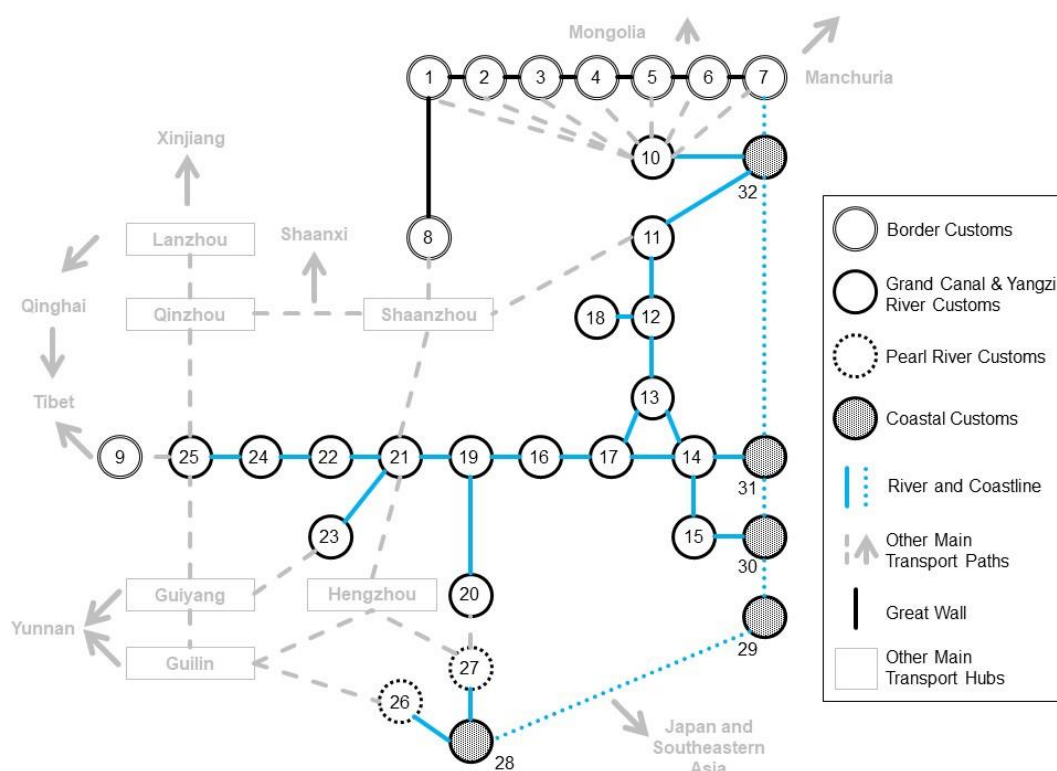 Mongolia
Manchuria
1
2
3
4
5
6
7
Xinjiang
10
32
Lanzhou
Shaanxi
8
11
Qinghai
Qinzhou
Shaanzhou
18
12
Tibet
13
9
25
24
22
21
19
16
17
14
31
23
15
30
Guiyang
Hengzhou
20
Yunnan
29
Guilin
27
26
28
Japan and
Southeastern
Asia
Border Customs
Grand Canal & Yangzi
River Customs
Pearl River Customs
Coastal Customs
River and Coastline
Other Main
Transport Paths
Great Wall
Other Main
Transport Hubs